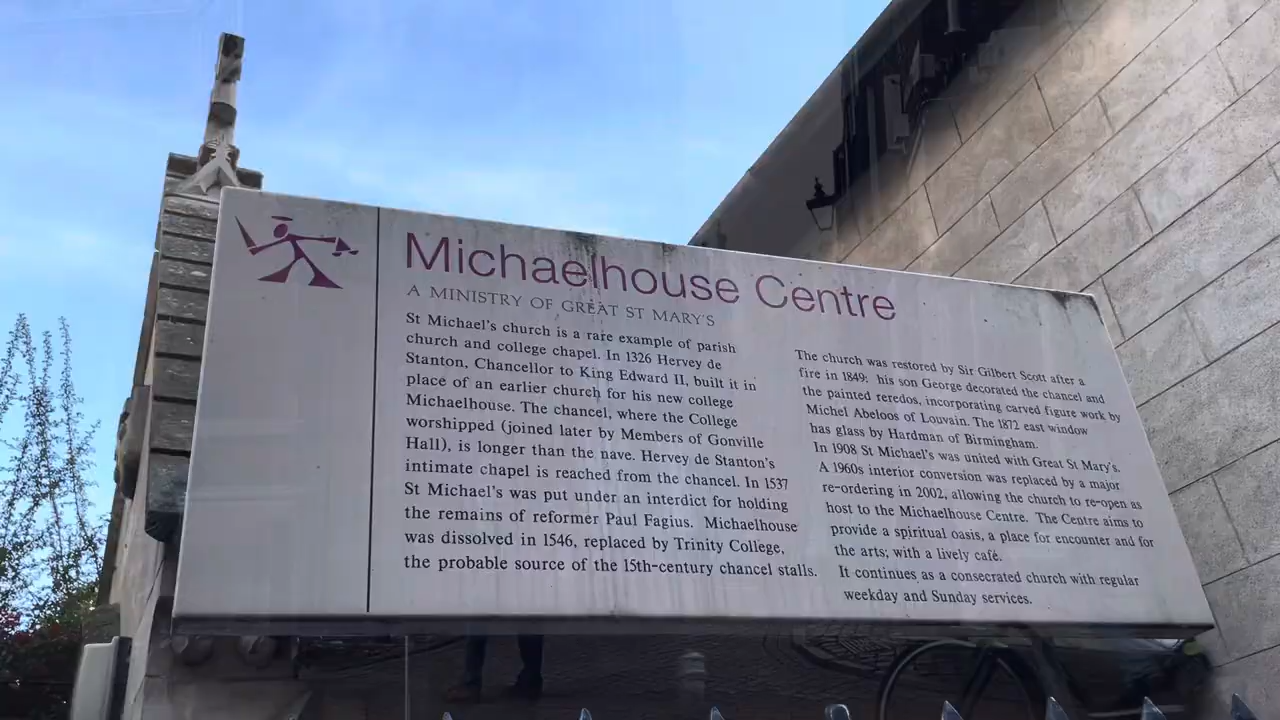 Michaelhouse Centre
A MINISTRY OF GREAT ST MARY'S
St Michael's church is a rare example of parish
church and college chapel. In 1326 Hervey de
Stanton, Chancellor to King Edward II, built it in
place of an earlier church for his new college
Michaelhouse. The chancel, where the College
worshipped (joined later by Members of Gonville
Hall), is longer than the nave. Hervey de Stanton's
intimate chapel is reached from the chancel. In 1537
St Michael's was put under an interdict for holding
the remains of reformer Paul Fagius. Michaelhouse
was dissolved in 1546, replaced by Trinity College,
the probable source of the 15th-century chancel stalls.
The church was restored by Sir Gilbert Scott after a
fire in 1849; his son George decorated the chancel and
the painted reredos, incorporating carved figure work by
Michel Abeloos of Louvain. The 1872 east window
has glass by Hardman of Birmingham.
In 1908 St Michael's was united with Great St Mary's.
A 1960s interior conversion was replaced by a major
re-ordering in 2002, allowing the church to re-open as
host to the Michaelhouse Centre. The Centre aims to
provide a spiritual oasis, a place for encounter and for
the arts; with a lively café.
It continues as a consecrated church with regular
weekday and Sunday services.